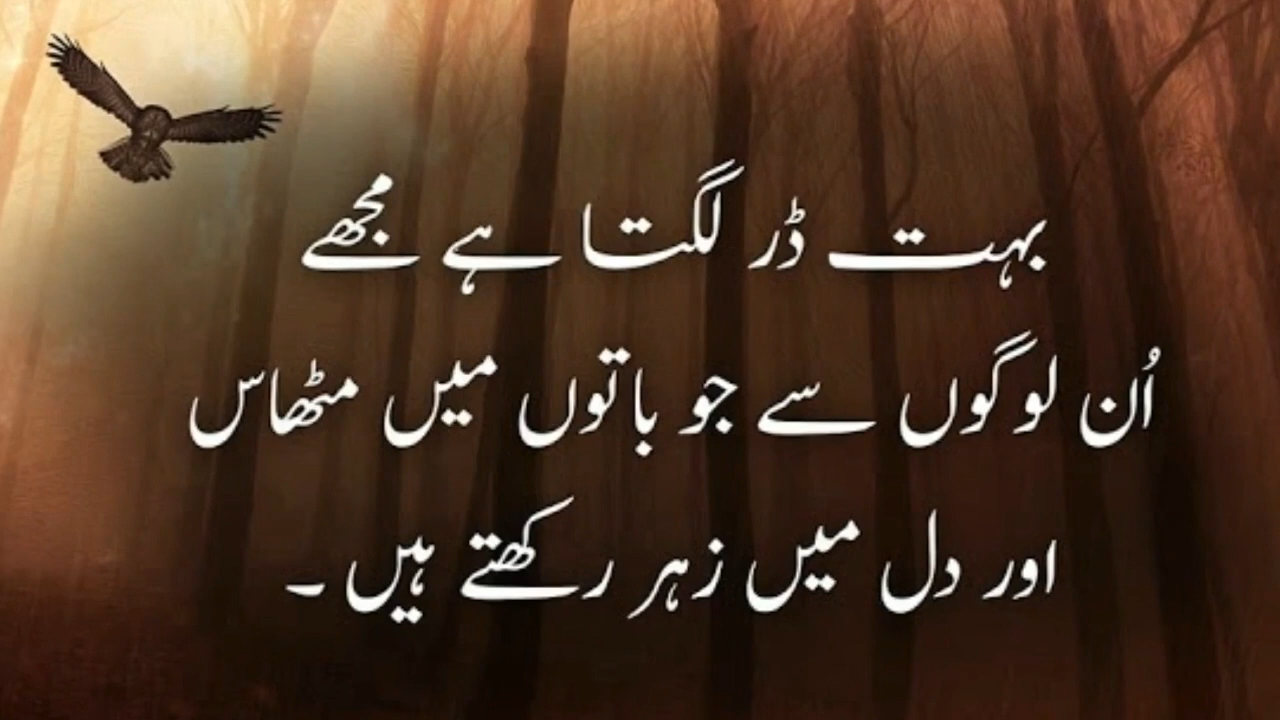 بہت ڈر لگتا ہے مجھے
اُن لوگوں سے جو باتوں میں مٹھاس
اور دل میں زہر رکھتے ہیں ۔